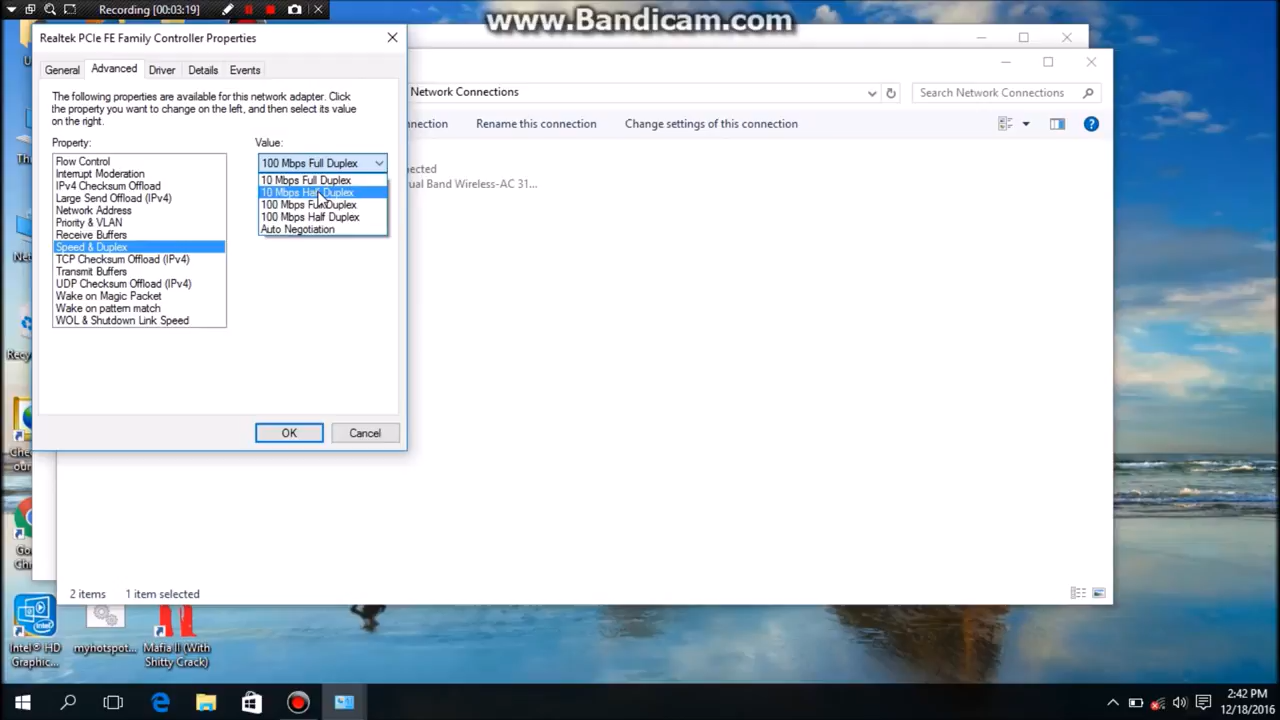 Recording [00:03:19]
www.Bandicam.com
Realtek PCIe FE Family Controller Properties
General
Advanced
Driver
Details
Events
The following properties are available for this network adapter. Click
the property you want to change on the left, and then select its value
on the right.
Property:
Value:
Flow Control
Interrupt Moderation
IPv4 Checksum Offload
Large Send Offload (IPv4)
Network Address
Priority & VLAN
Receive Buffers
Speed & Duplex
TCP Checksum Offload (IPv4)
Transmit Buffers
UDP Checksum Offload (IPv4)
Wake on Magic Packet
Wake on pattern match
WOL & Shutdown Link Speed
100 Mbps Full Duplex
10 Mbps Full Duplex
10 Mbps Half Duplex
100 Mbps Full Duplex
100 Mbps Half Duplex
Auto Negotiation
OK
Cancel
Network Connections
Search Network Connections
nection
Rename this connection
Change settings of this connection
ected
ual Band Wireless-AC 31...
2 items
1 item selected
Intel® HD
Graphic...
myhotspot...
Mafia II (With
Shitty Crack)
2:42 PM
12/18/2016